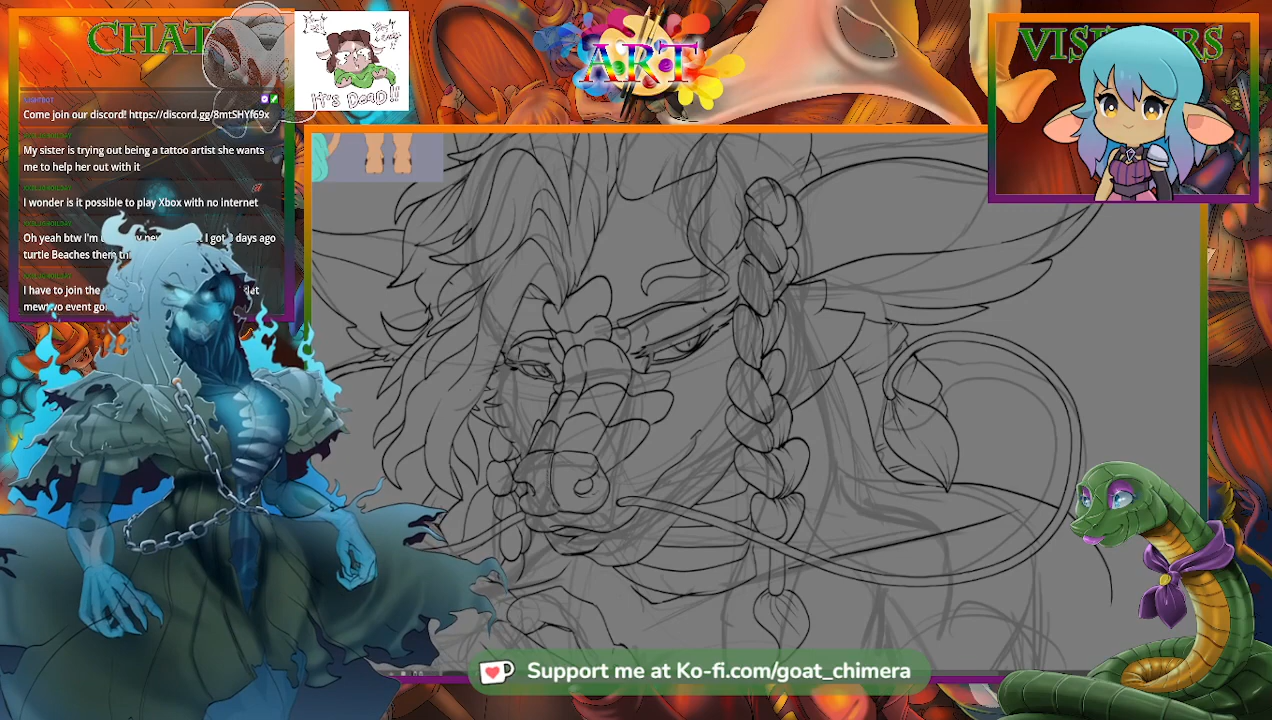 CHAT
NIGHTBOT
Come join our discord! https://discord.gg/8mtSHYf69x
My sister is trying out being a tattoo artist she wants
me to help her out with it
I wonder is it possible to play Xbox with no internet
Oh yeah btw I'm I got days ago
turtle Beaches them
I have to join the
event
IT'S DEAD!!
ART
VISITORS
Support me at Ko-fi.com/goat_chimera